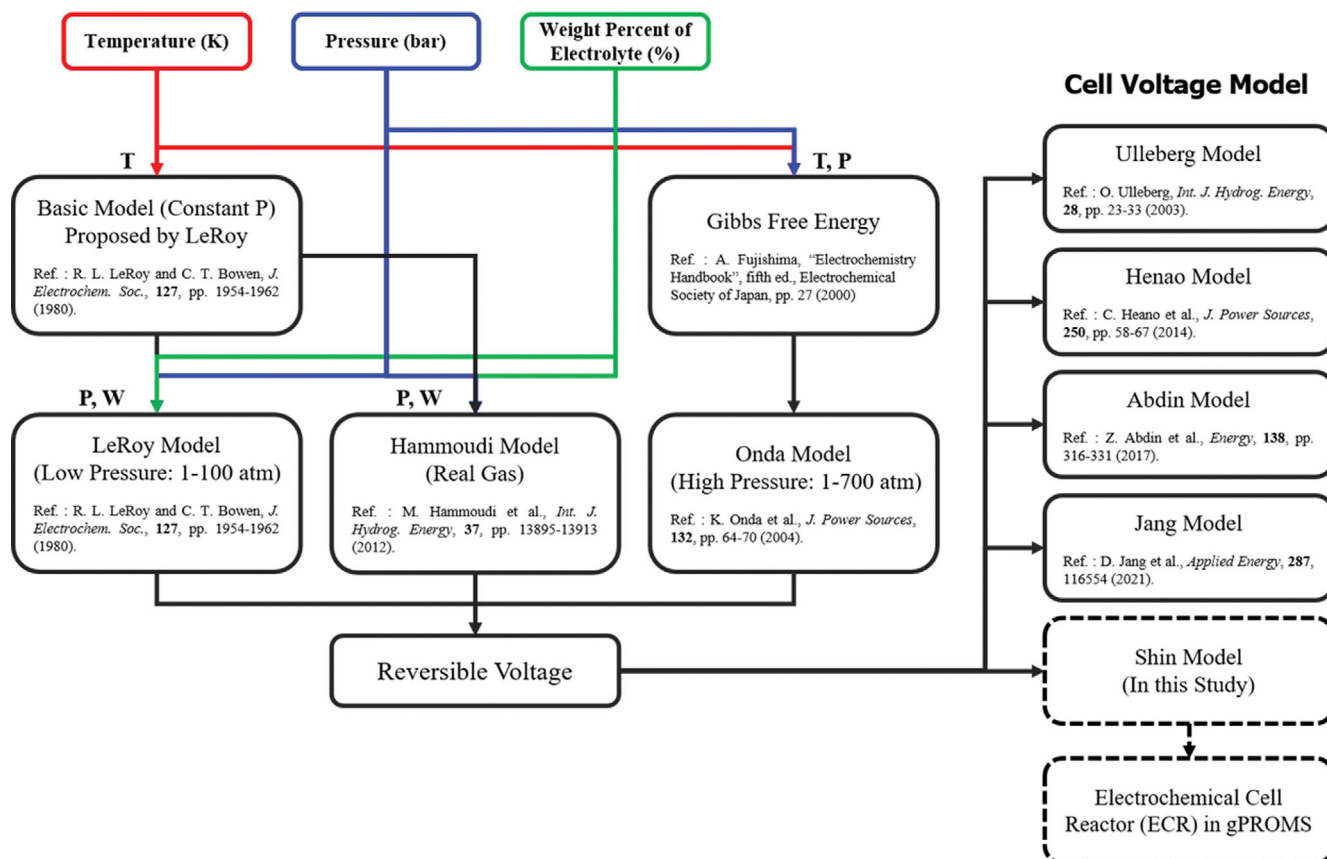 Temperature (K)
Pressure (bar)
Weight Percent of
Electrolyte (%)
Cell Voltage Model
T
T, P
Basic Model (Constant P)
Proposed by LeRoy
Ref. : R. L. LeRoy and C. T. Bowen, J.
Electrochem. Soc., 127, pp. 1954-1962
(1980).
Gibbs Free Energy
Ref. : A. Fujishima, “Electrochemistry
Handbook”, fifth ed., Electrochemical
Society of Japan, pp. 27 (2000)
P, W
P, W
LeRoy Model
(Low Pressure: 1-100 atm)
Ref. : R. L. LeRoy and C. T. Bowen, J.
Electrochem. Soc., 127, pp. 1954-1962
(1980).
Hammoudi Model
(Real Gas)
Ref. : M. Hammoudi et al., Int. J.
Hydrog. Energy, 37, pp. 13895-13913
(2012).
Onda Model
(High Pressure: 1-700 atm)
Ref. : K. Onda et al., J. Power Sources,
132, pp. 64-70 (2004).
Reversible Voltage
Ulleberg Model
Ref. : O. Ulleberg, Int. J. Hydrog. Energy,
28, pp. 23-33 (2003).
Henao Model
Ref. : C. Heano et al., J. Power Sources,
250, pp. 58-67 (2014).
Abdin Model
Ref. : Z. Abdin et al., Energy, 138, pp.
316-331 (2017).
Jang Model
Ref. : D. Jang et al., Applied Energy, 287,
116554 (2021).
Shin Model
(In this Study)
Electrochemical Cell
Reactor (ECR) in gPROMS